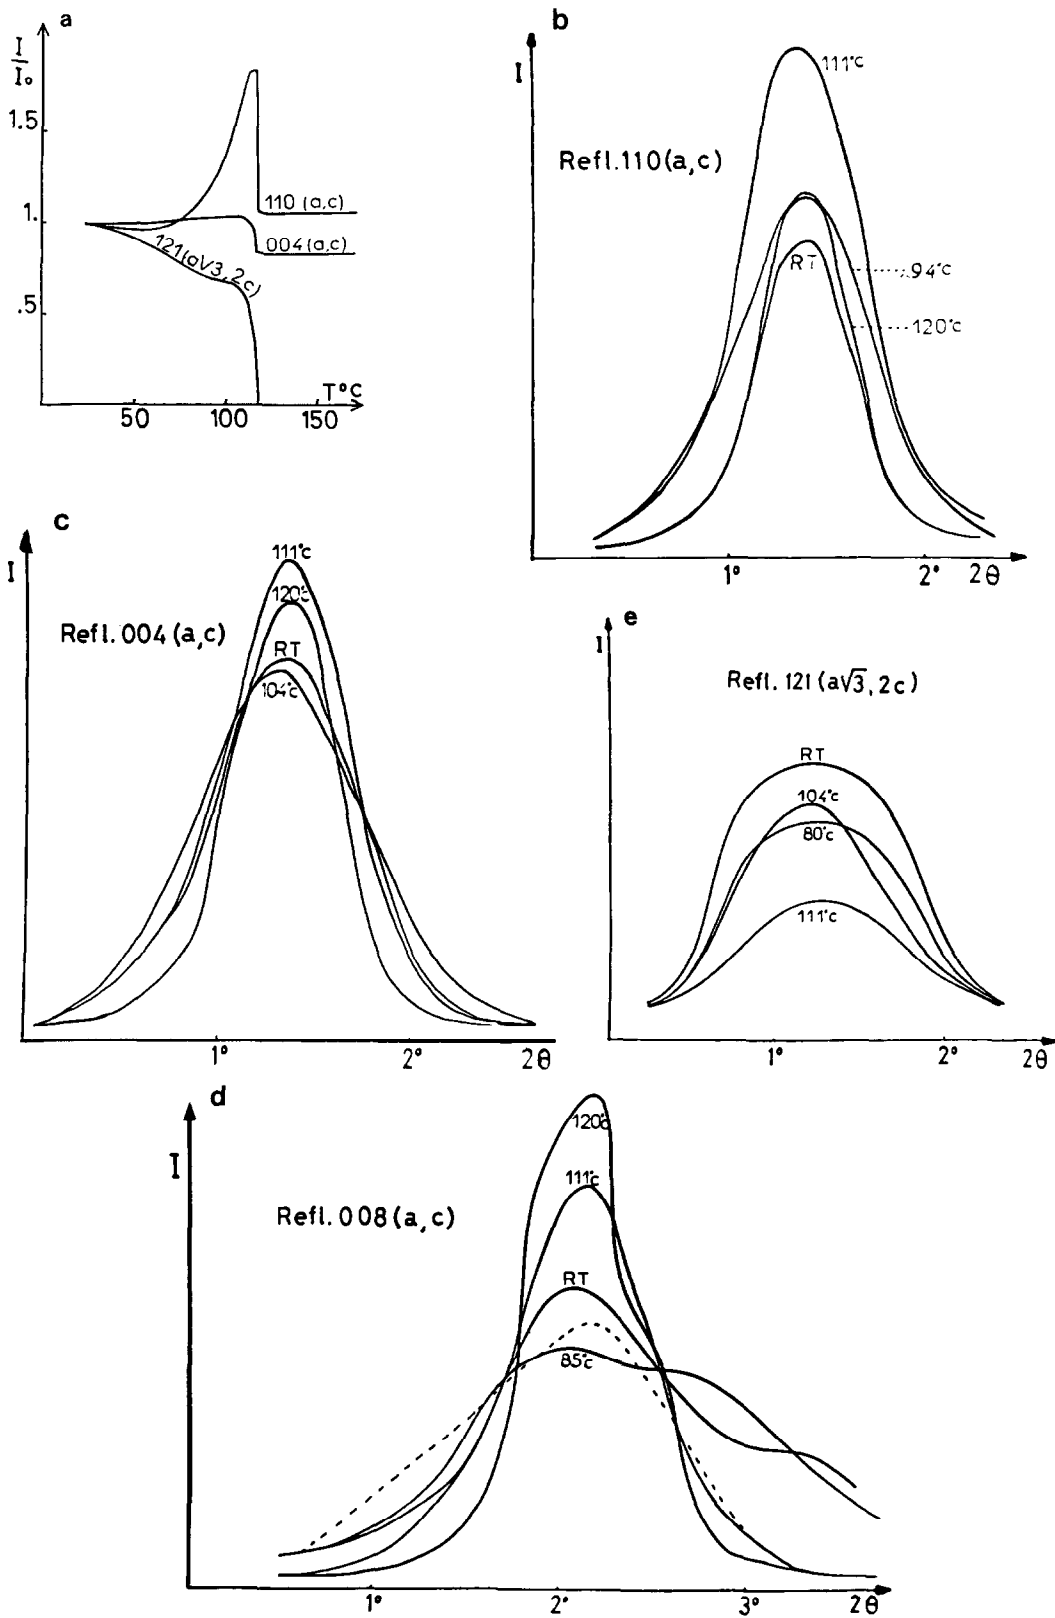 a
I
I₀
1.5
1.
.5
110 (a,c)
004 (a,c)
121(a√3, 2c)
T°C
50 100 150
b
I
Refl.110(a,c)
111°c
RT
94°c
120°c
1° 2° 2θ
c
I
Refl.004(a,c)
111°c
120°c
RT
104°c
1° 2° 2θ
e
I
Refl.121(a√3, 2c)
RT
104°c
80°c
111°c
1° 2° 2θ
d
I
Refl.008(a,c)
120°c
111°c
RT
85°c
1° 2° 3° 2θ